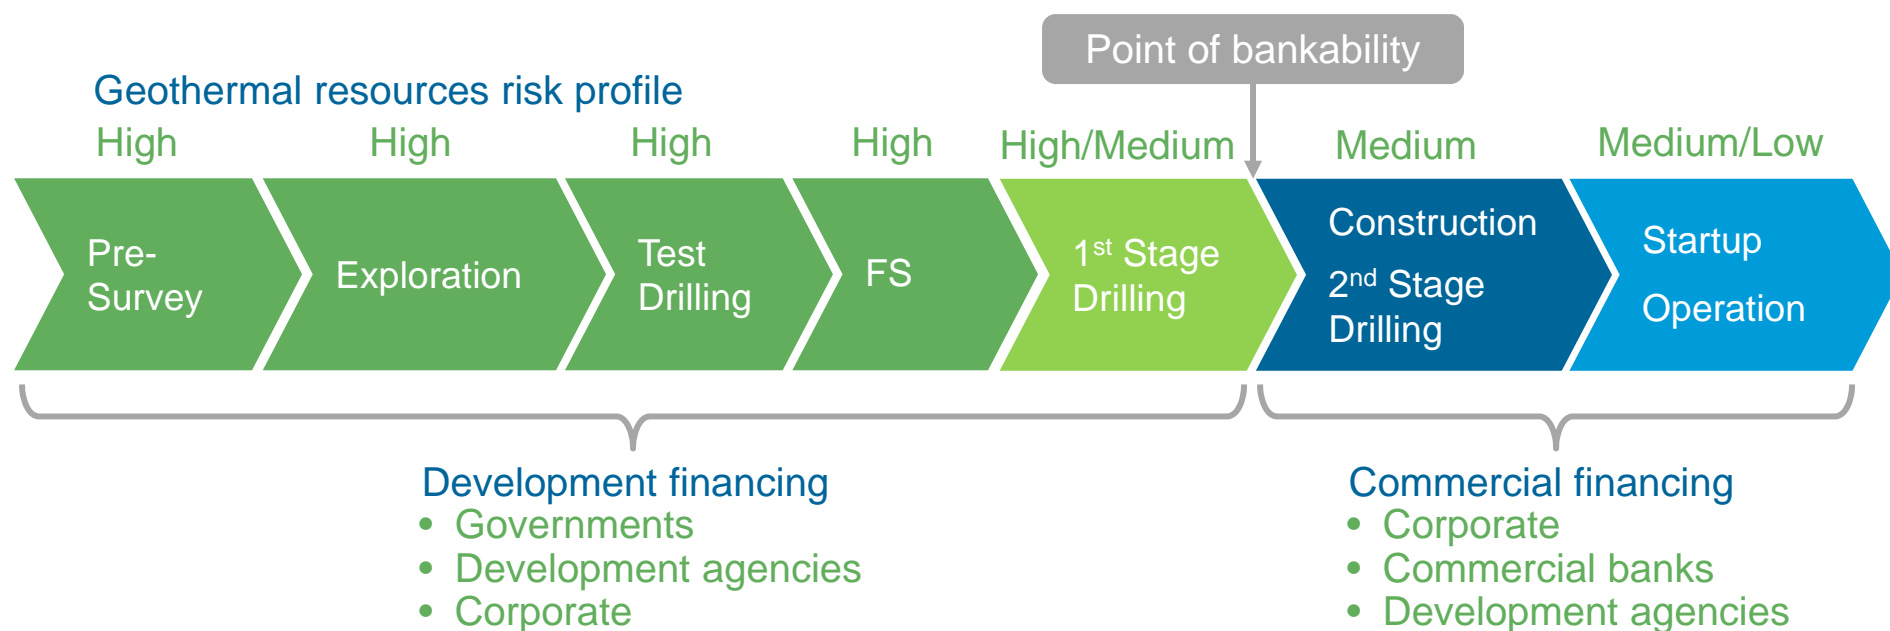 Point of bankability
Geothermal resources risk profile
High
High
High
High
High/Medium
Medium
Medium/Low
Pre-
Survey
Exploration
Test
Drilling
FS
1st Stage
Drilling
Construction
2nd Stage
Drilling
Startup
Operation
Development financing
• Governments
• Development agencies
• Corporate
Commercial financing
• Corporate
• Commercial banks
• Development agencies